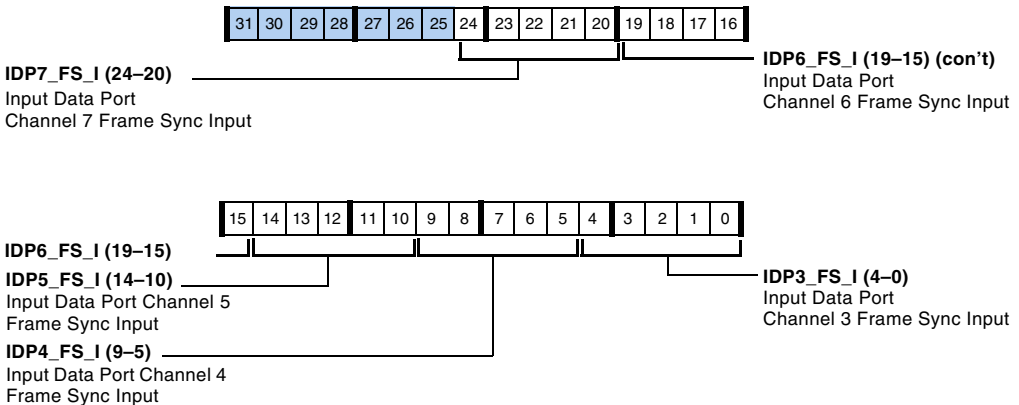 31 30 29 28 27 26 25 24 23 22 21 20 19 18 17 16
IDP7_FS_I (24–20)
Input Data Port
Channel 7 Frame Sync Input
IDP6_FS_I (19–15) (con't)
Input Data Port
Channel 6 Frame Sync Input
15 14 13 12 11 10 9 8 7 6 5 4 3 2 1 0
IDP6_FS_I (19–15)
IDP5_FS_I (14–10)
Input Data Port Channel 5
Frame Sync Input
IDP4_FS_I (9–5)
Input Data Port Channel 4
Frame Sync Input
IDP3_FS_I (4–0)
Input Data Port
Channel 3 Frame Sync Input